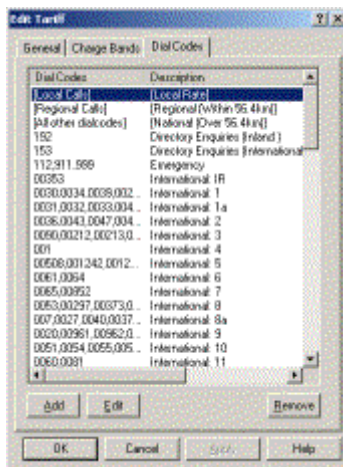 Edit Tariff
General Charge Bands Dial Codes
Dial Codes Description
[Local Calls] [Local Rate]
[Regional Calls] [Regional (Within 56.4km)]
[All other dialcodes] [National (Over 56.4km)]
192 Directory Enquiries (Inland )
153 Directory Enquiries (International
112,911,999 Emergency
00353 International: IR
0030,0034,0039,002... International: 1
0031,0032,0033,004... International: 1a
0036,0043,0047,004... International: 2
0090,00212,00213,0... International: 3
001 International: 4
00508,001242,0012... International: 5
0061,0064 International: 6
0065,00852 International: 7
0053,00297,00373,0... International: 8
007,0027,0040,0037... International: 8a
0020,00961,00962,0... International: 9
0051,0054,0055,005... International: 10
0060,0081 International: 11
Add Edit Remove
OK Cancel Apply Help